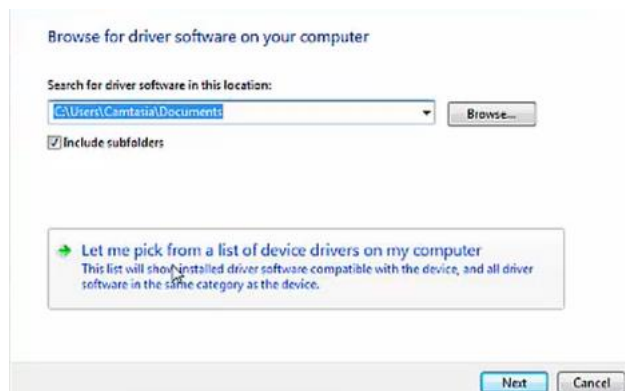 Browse for driver software on your computer
Search for driver software in this location:
C:\Users\Camtasia\Documents
Browse...
Include subfolders
Let me pick from a list of device drivers on my computer
This list will show installed driver software compatible with the device, and all driver
software in the same category as the device.
Next
Cancel